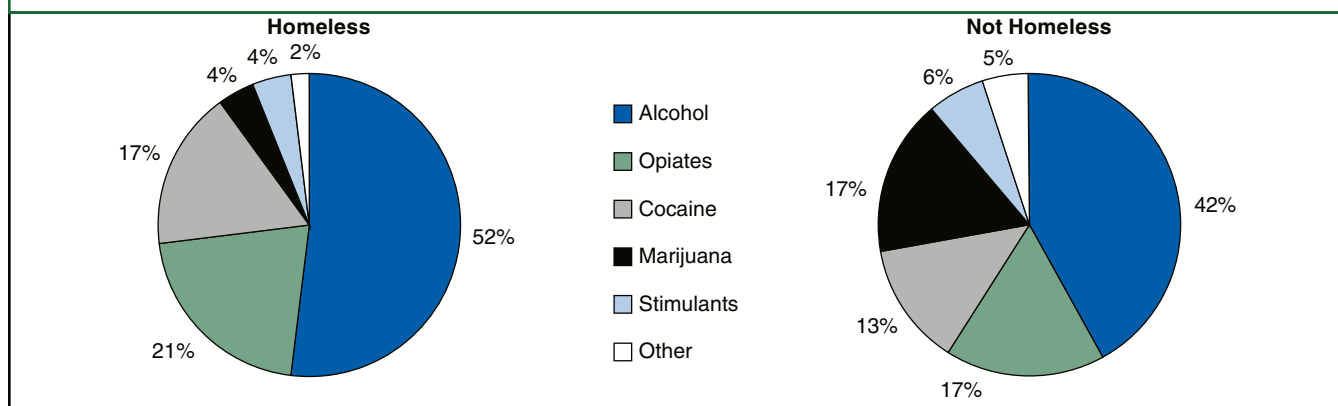 Homeless
52%
21%
17%
4%
4%
2%
Alcohol
Opiates
Cocaine
Marijuana
Stimulants
Other
Not Homeless
42%
17%
13%
17%
6%
5%